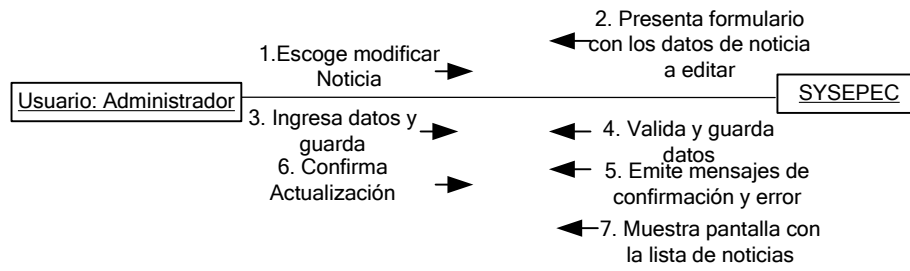 2. Presenta formulario
con los datos de noticia
a editar
1.Escoge modificar
Noticia
Usuario: Administrador
SYSEPEC
3. Ingresa datos y
guarda
4. Valida y guarda
datos
6. Confirma
Actualización
5. Emite mensajes de
confirmación y error
7. Muestra pantalla con
la lista de noticias